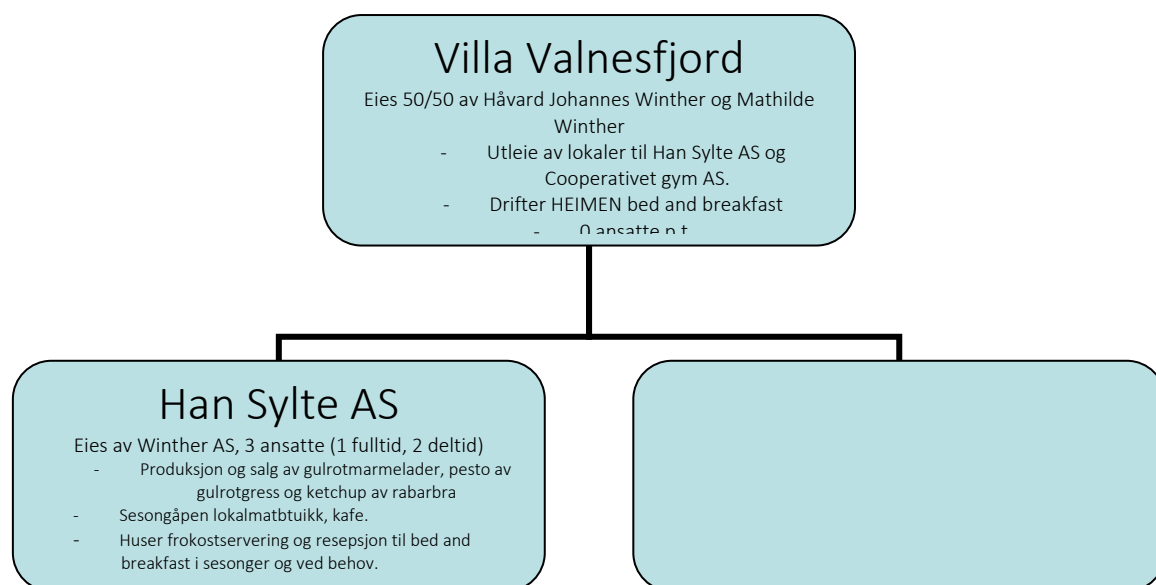 Villa Valnesfjord
Eies 50/50 av Håvard Johannes Winther og Mathilde
Winther
- Utleie av lokaler til Han Sylte AS og
Cooperativet gym AS.
- Drifter HEIMEN bed and breakfast
- 0 ansatte p.t
Han Sylte AS
Eies av Winther AS, 3 ansatte (1 fulltid, 2 deltid)
- Produksjon og salg av gulrotmarmelader, pesto av
gulrotgress og ketchup av rabarbra
- Sesongåpen lokalmatbtuikk, kafe.
- Huser frokostservering og resepsjon til bed and
breakfast i sesonger og ved behov.